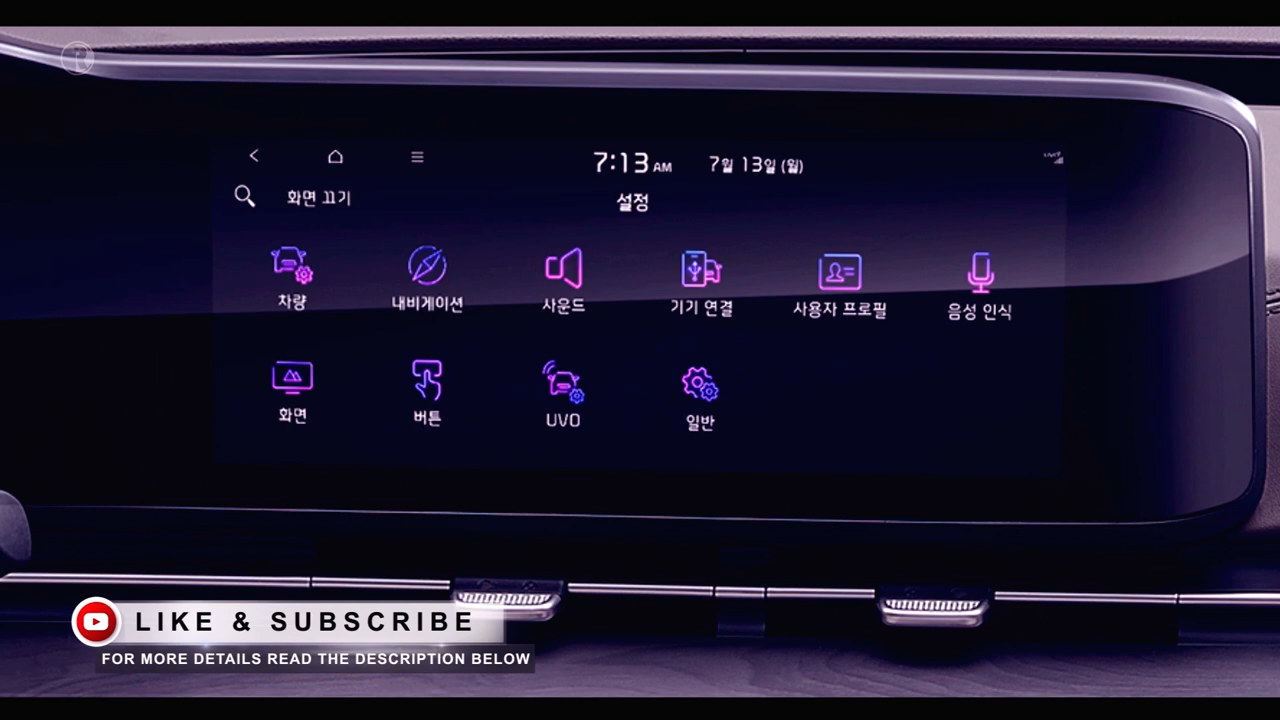 7:13 AM 7월 13일 (월)
화면 끄기
설정
차량 내비게이션 사운드 기기 연결 사용자 프로필 음성 인식
화면 버튼 UVO 일반
LIKE & SUBSCRIBE
FOR MORE DETAILS READ THE DESCRIPTION BELOW